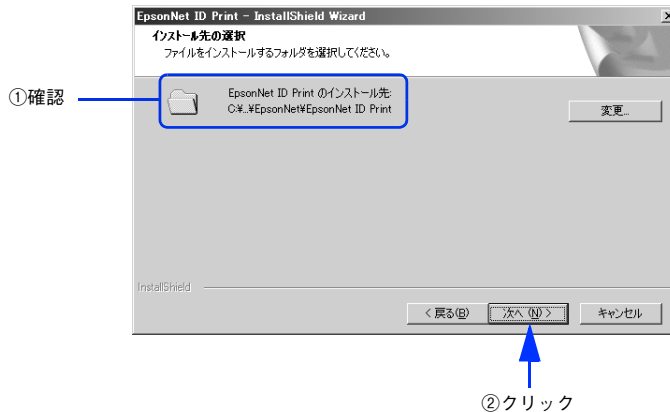 EpsonNet ID Print - InstallShield Wizard
インストール先の選択
ファイルをインストールするフォルダを選択してください。
①確認
EpsonNet ID Print のインストール先:
C:¥...¥EpsonNet¥EpsonNet ID Print
変更...
InstallShield
< 戻る(B)
次へ (N) >
キャンセル
②クリック